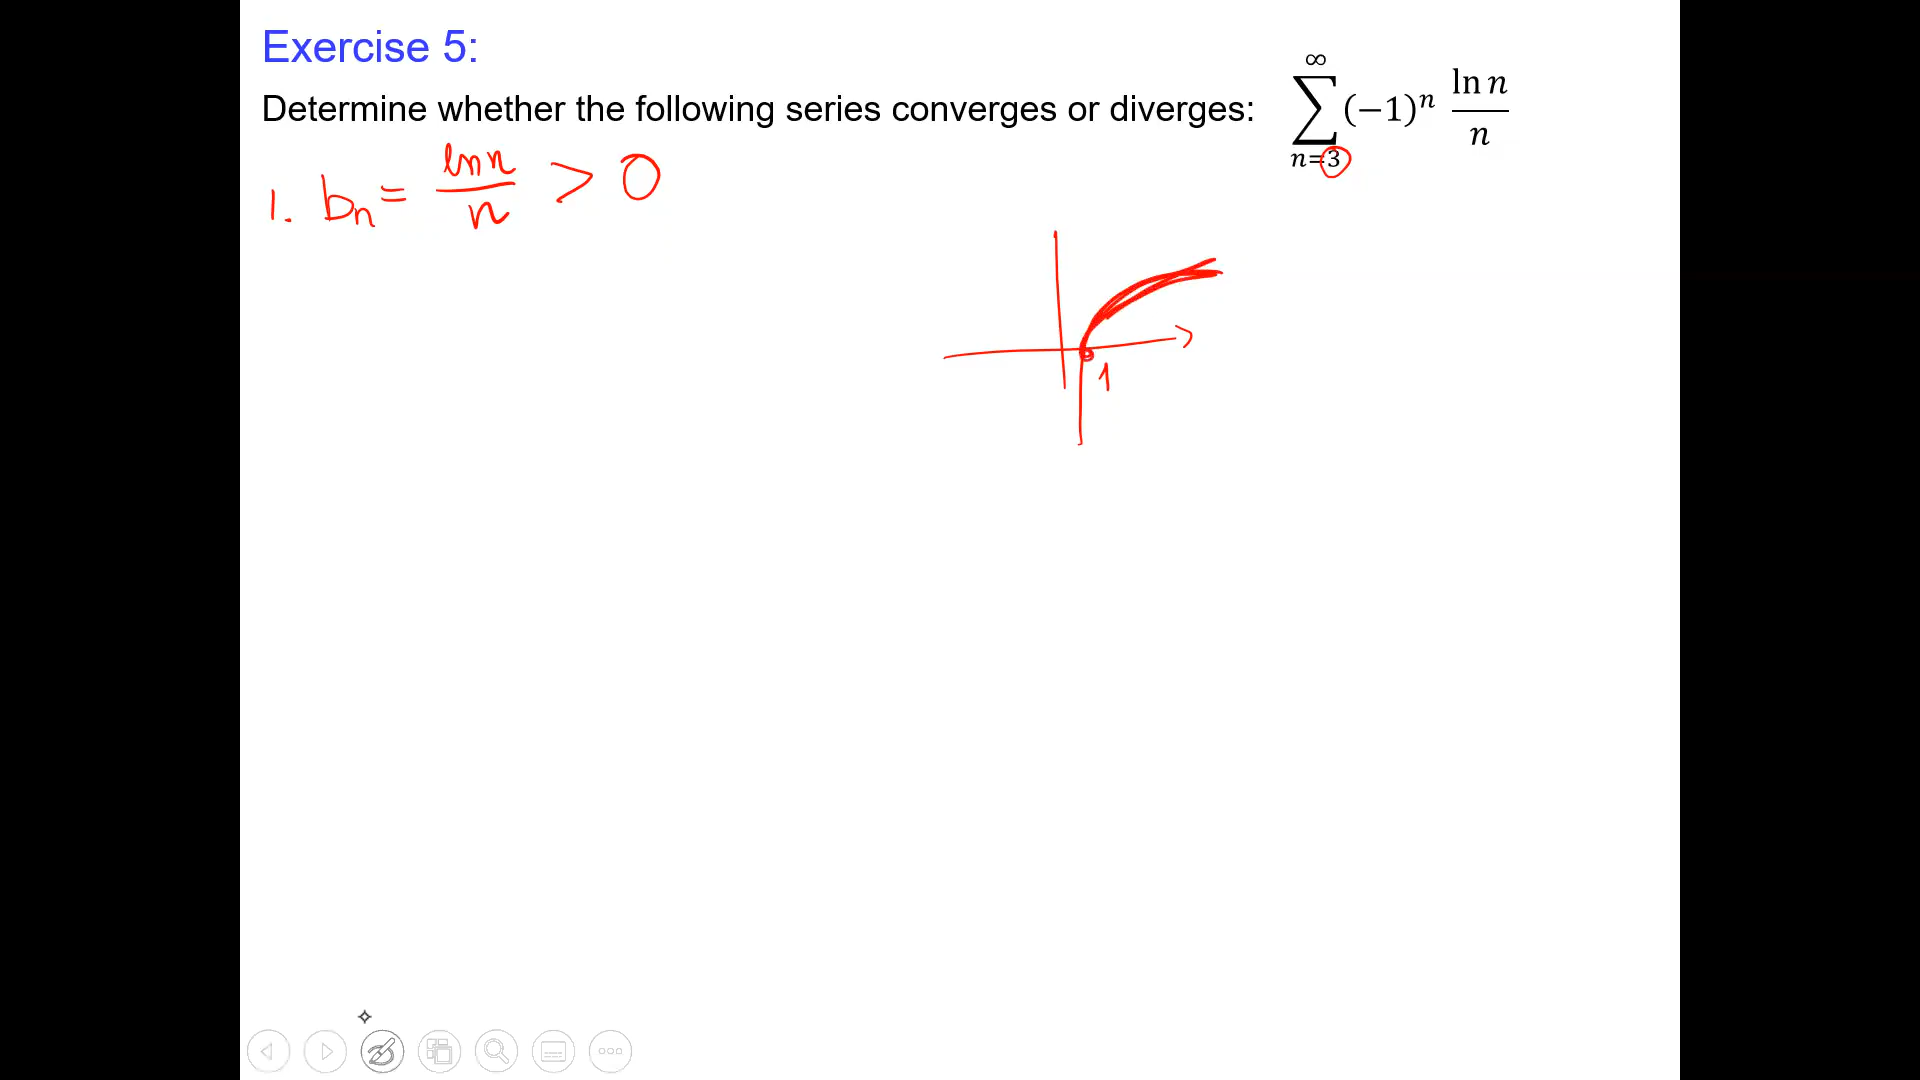 Exercise 5:
Determine whether the following series converges or diverges: ∑_{n=3}^{∞} (−1)^n (ln n)/n
1. b_n = (ln n)/n > 0
1